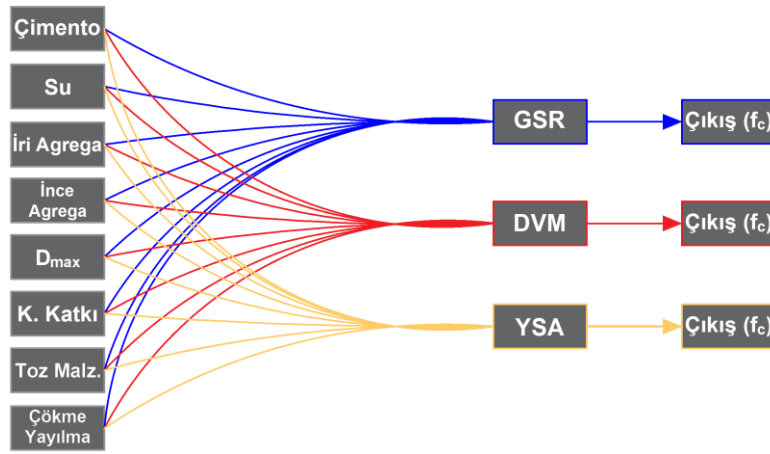 Çimento
Su
İri Agrega
İnce
Agrega
Dmax
K. Katkı
Toz Malz.
Çökme
Yayılma
GSR
DVM
YSA
Çıkış (fc)
Çıkış (fc)
Çıkış (fc)